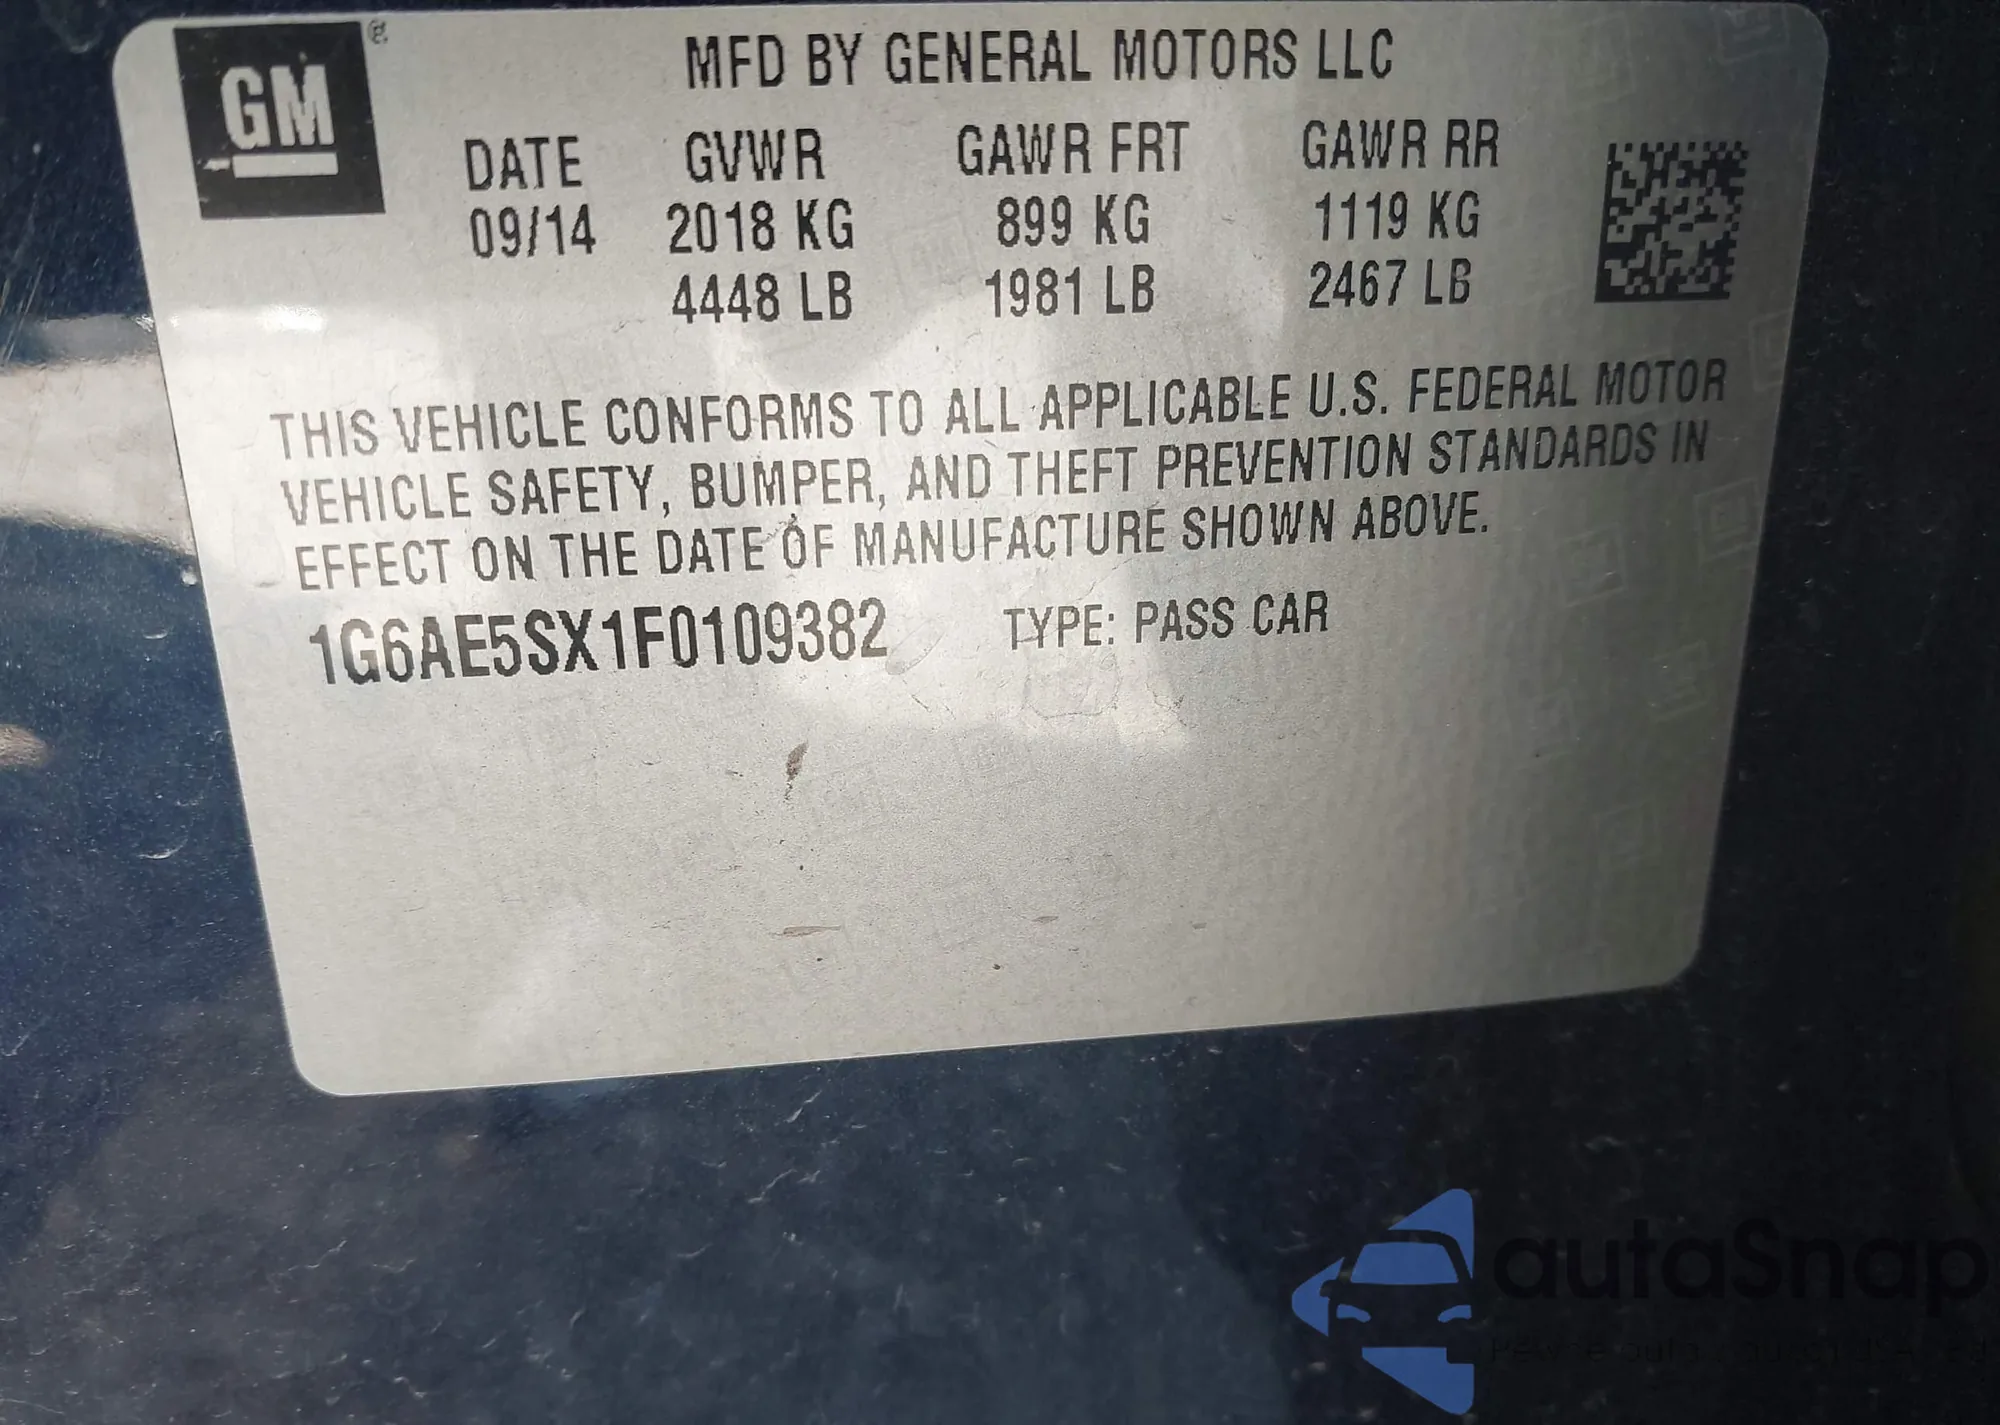 GM ®
MFD BY GENERAL MOTORS LLC
DATE GVWR GAWR FRT GAWR RR
09/14 2018 KG 899 KG 1119 KG
4448 LB 1981 LB 2467 LB
THIS VEHICLE CONFORMS TO ALL APPLICABLE U.S. FEDERAL MOTOR
VEHICLE SAFETY, BUMPER, AND THEFT PREVENTION STANDARDS IN
EFFECT ON THE DATE OF MANUFACTURE SHOWN ABOVE.
1G6AE5SX1F0109382 TYPE: PASS CAR
autaSnap